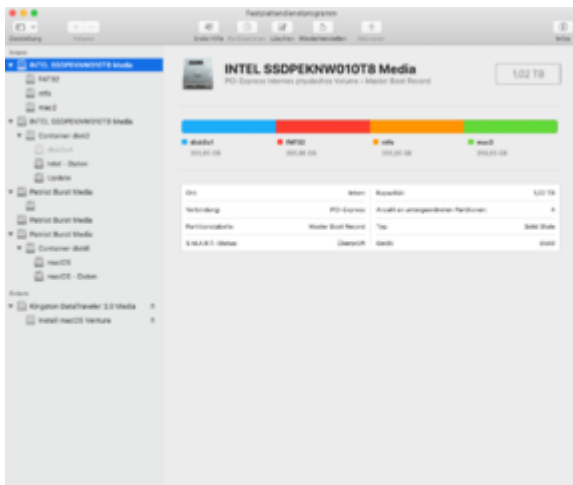 Festplattendienstprogramm
Darstellung
Volume
Erste Hilfe
Partitionieren
Löschen
Wiederherstellen
Aktivieren
Infos
Intern
INTEL SSDPEKNW010T8 Media
FAT32
ntfs
mac2
INTEL SSDPEKNW010T8 Media
Container disk2
disk2s1
Intel - Daten
Update
Patriot Burst Media
Patriot Burst Media
Patriot Burst Media
Container disk6
macOS
macOS - Daten
Extern
Kingston DataTraveler 3.0 Media
Install macOS Ventura
INTEL SSDPEKNW010T8 Media
PCI-Express Internes physisches Volume • Master Boot Record
1,02 TB
FAT32
ntfs
mac2
Ort: Intern
Kapazität: 1,02 TB
Verbindung: PCI-Express
Anzahl an untergeordneten Partitionen: 4
Partitionstabelle: Master Boot Record
Typ: Solid State
S.M.A.R.T.-Status: Überprüft
Gerät: